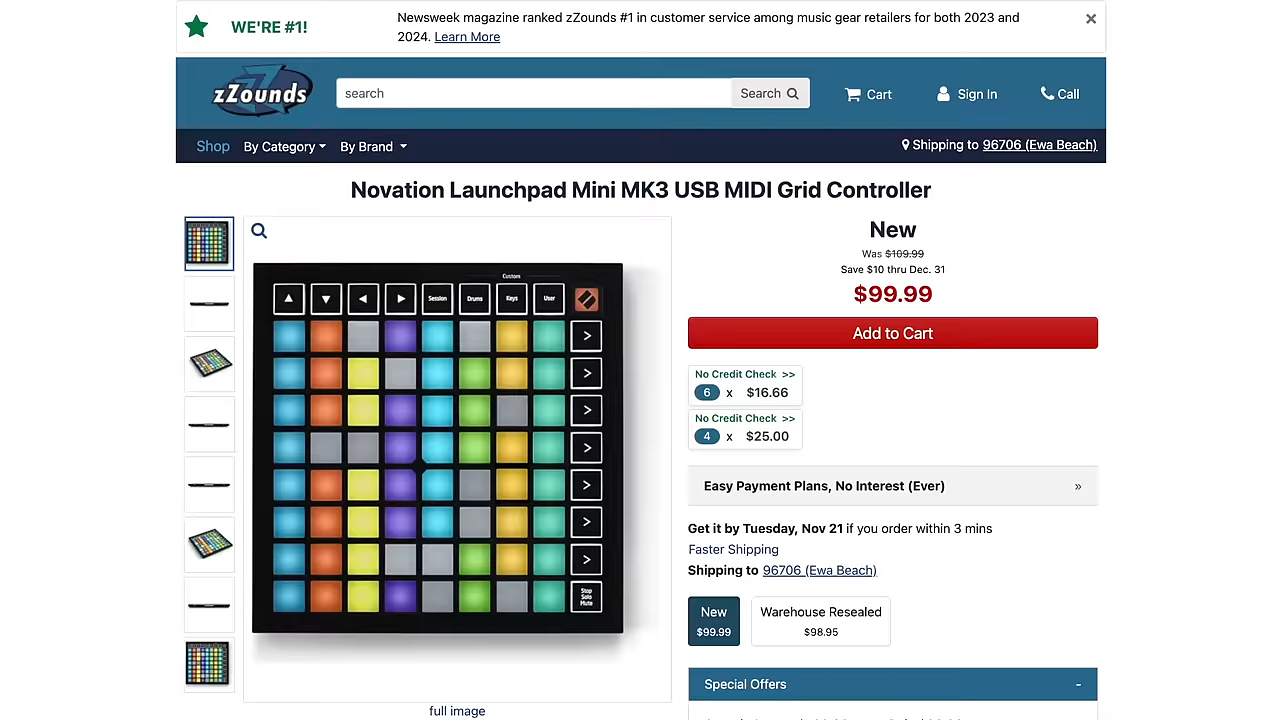 WE'RE #1!
Newsweek magazine ranked zZounds #1 in customer service among music gear retailers for both 2023 and
2024. Learn More
zZounds
search
Search
Cart
Sign In
Call
Shop
By Category
By Brand
Shipping to 96706 (Ewa Beach)
Novation Launchpad Mini MK3 USB MIDI Grid Controller
Custom
Session
Drums
Keys
User
Stop
Solo
Mute
full image
New
Was $109.99
Save $10 thru Dec. 31
$99.99
Add to Cart
No Credit Check >>
6 x $16.66
No Credit Check >>
4 x $25.00
Easy Payment Plans, No Interest (Ever) »
Get it by Tuesday, Nov 21 if you order within 3 mins
Faster Shipping
Shipping to 96706 (Ewa Beach)
New
$99.99
Warehouse Resealed
$98.95
Special Offers -